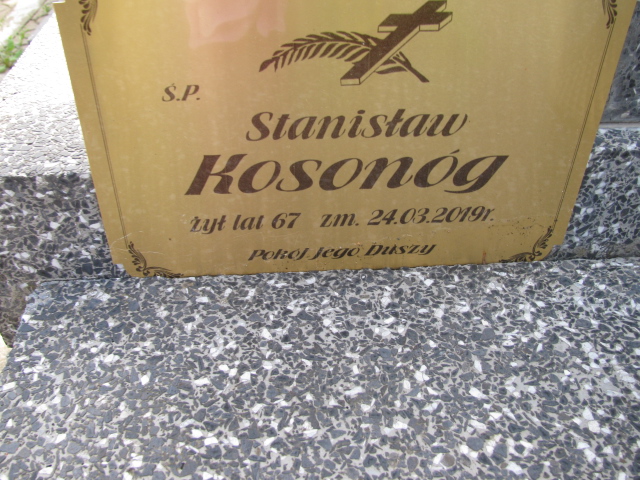 Ś.P.
Stanisław
Kosonóg
żył lat 67 zm. 24.03.2019r.
Pokój Jego Duszy